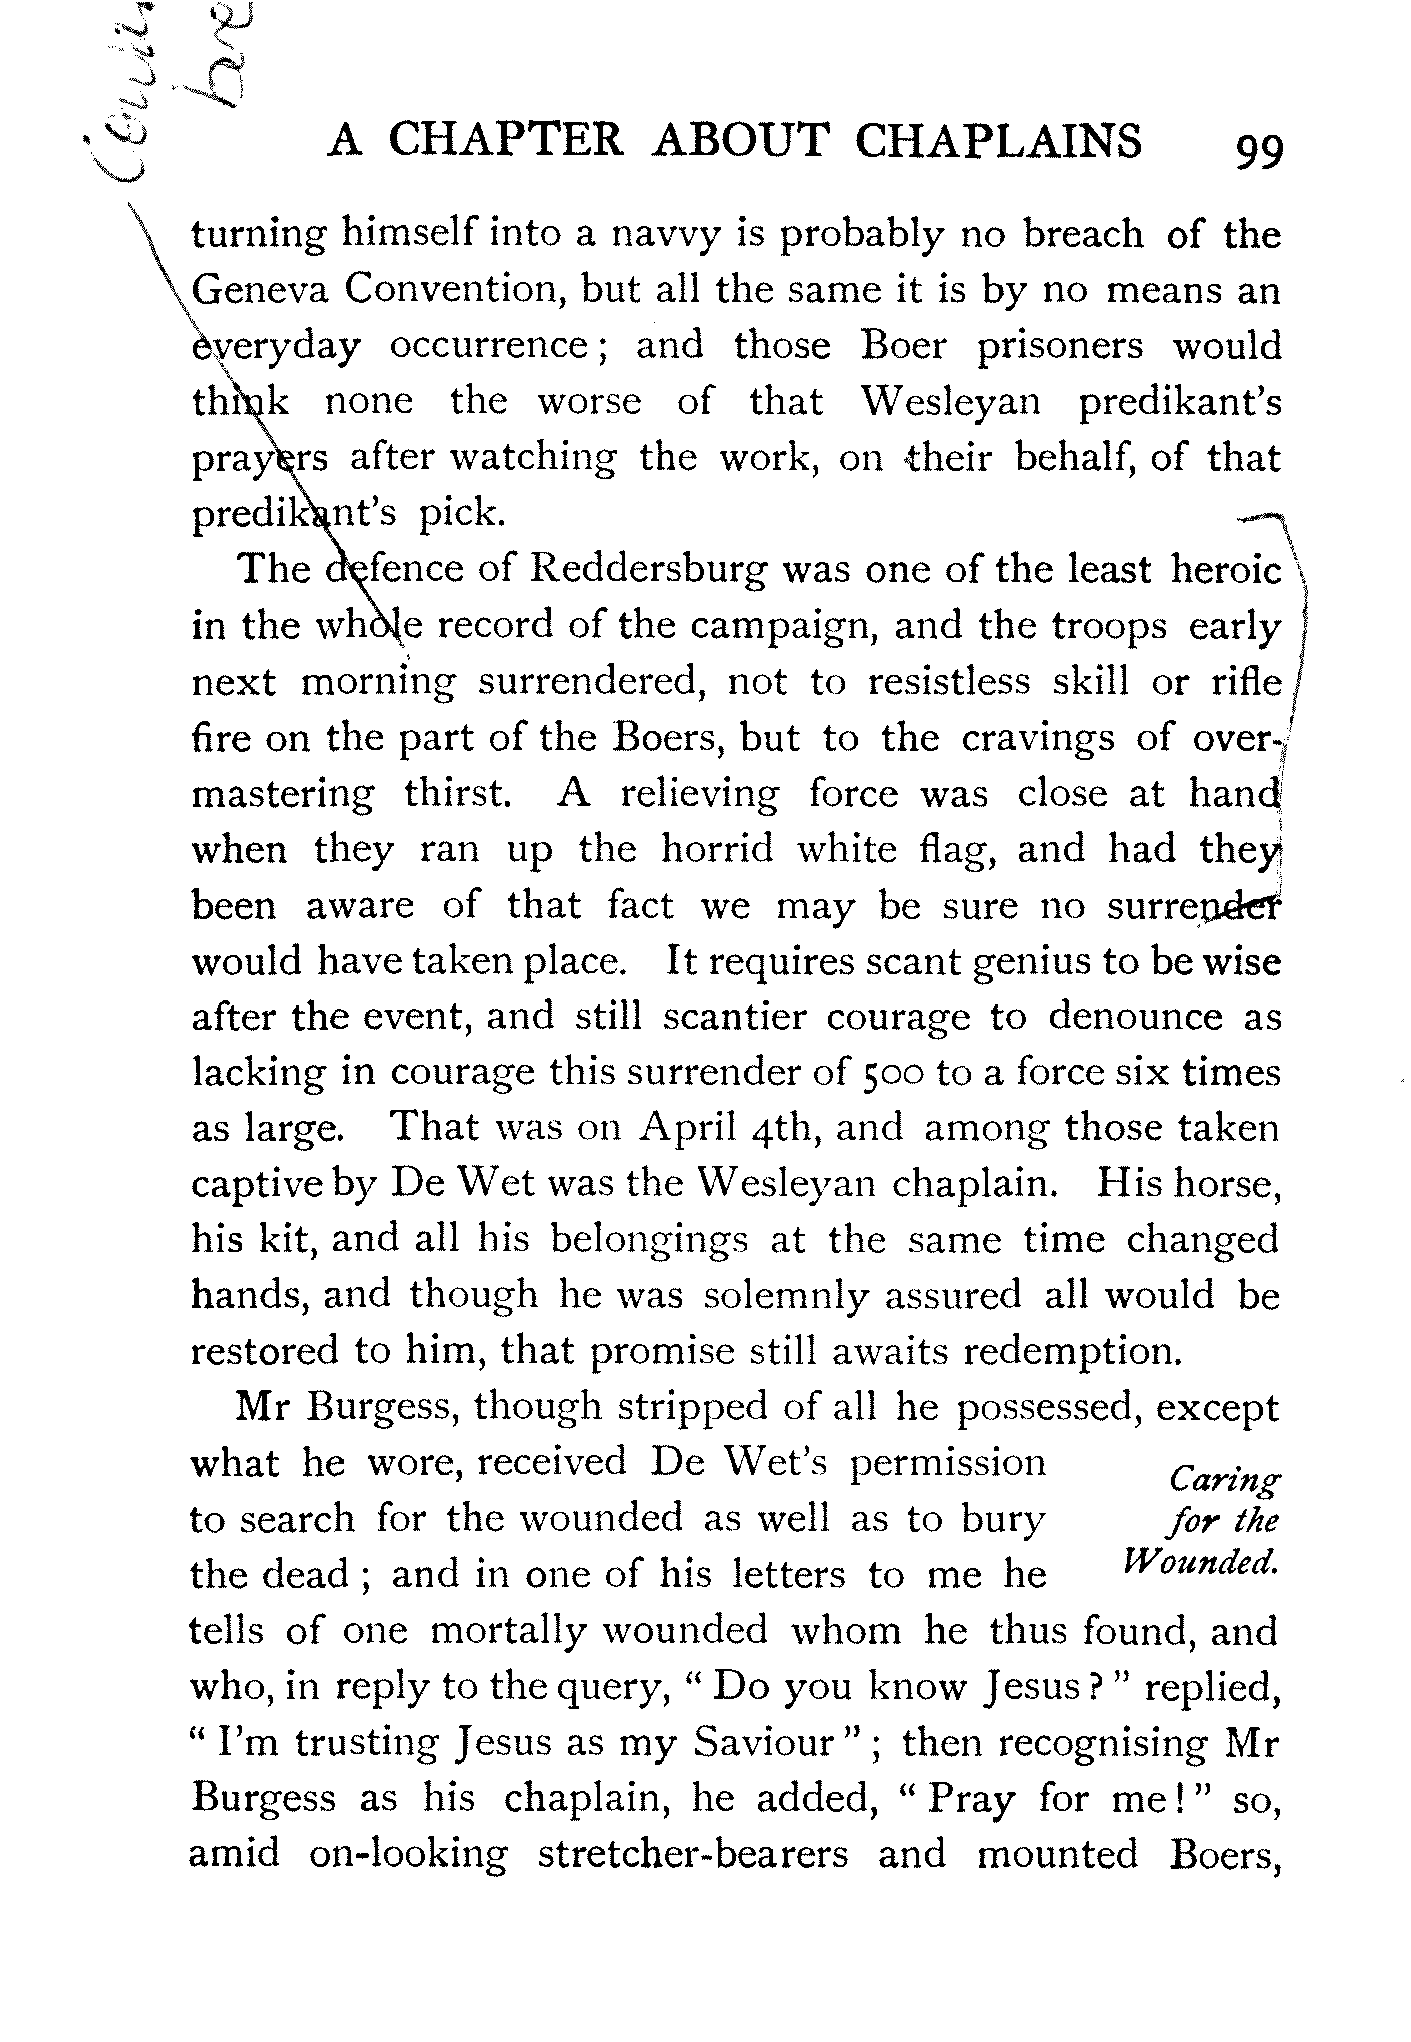 A CHAPTER ABOUT CHAPLAINS 99
turning himself into a navvy is probably no breach of the
Geneva Convention, but all the same it is by no means an
everyday occurrence; and those Boer prisoners would
think none the worse of that Wesleyan predikant's
prayers after watching the work, on their behalf, of that
predikant's pick.
The defence of Reddersburg was one of the least heroic
in the whole record of the campaign, and the troops early
next morning surrendered, not to resistless skill or rifle
fire on the part of the Boers, but to the cravings of over-
mastering thirst. A relieving force was close at hand
when they ran up the horrid white flag, and had they
been aware of that fact we may be sure no surrender
would have taken place. It requires scant genius to be wise
after the event, and still scantier courage to denounce as
lacking in courage this surrender of 500 to a force six times
as large. That was on April 4th, and among those taken
captive by De Wet was the Wesleyan chaplain. His horse,
his kit, and all his belongings at the same time changed
hands, and though he was solemnly assured all would be
restored to him, that promise still awaits redemption.
Mr Burgess, though stripped of all he possessed, except
what he wore, received De Wet's permission
to search for the wounded as well as to bury
the dead; and in one of his letters to me he
Caring
for the
Wounded.
tells of one mortally wounded whom he thus found, and
who, in reply to the query, "Do you know Jesus?" replied,
"I'm trusting Jesus as my Saviour"; then recognising Mr
Burgess as his chaplain, he added, "Pray for me!" so,
amid on-looking stretcher-bearers and mounted Boers,